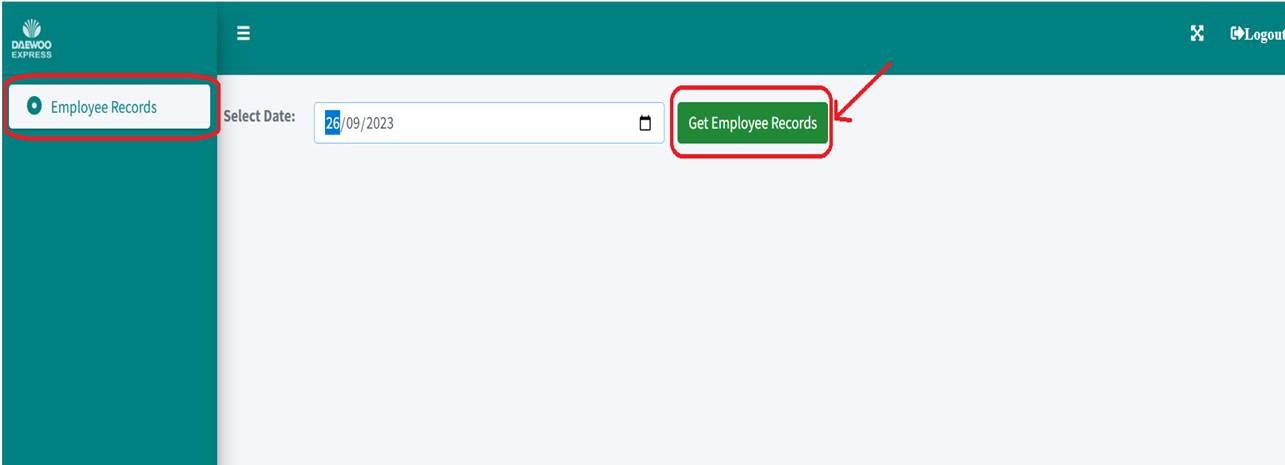 DAEWOO
EXPRESS
Logout
Employee Records
Select Date:
26/09/2023
Get Employee Records